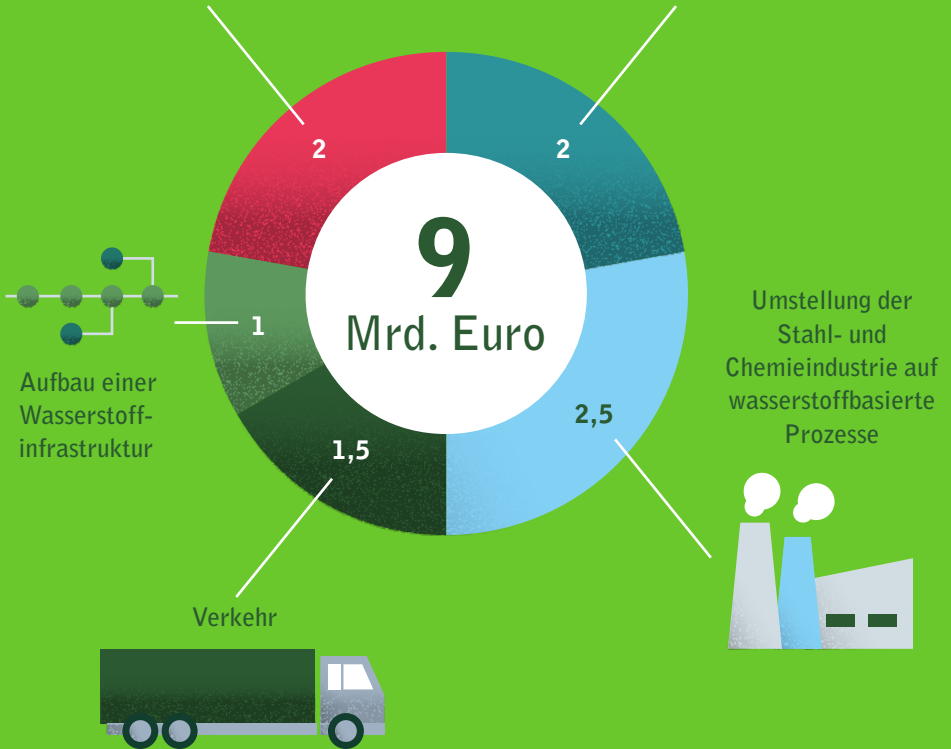 2
2
9
Mrd. Euro
1
Aufbau einer
Wasserstoff-
infrastruktur
Umstellung der
Stahl- und
Chemieindustrie auf
wasserstoffbasierte
Prozesse
2,5
1,5
Verkehr